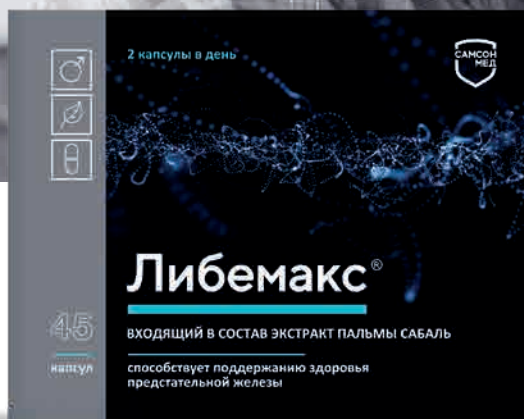 2 капсулы в день
САМСОН
МЕД
Либемакс®
ВХОДЯЩИЙ В СОСТАВ ЭКСТРАКТ ПАЛЬМЫ САБАЛЬ
45
капсул
способствует поддержанию здоровья
предстательной железы